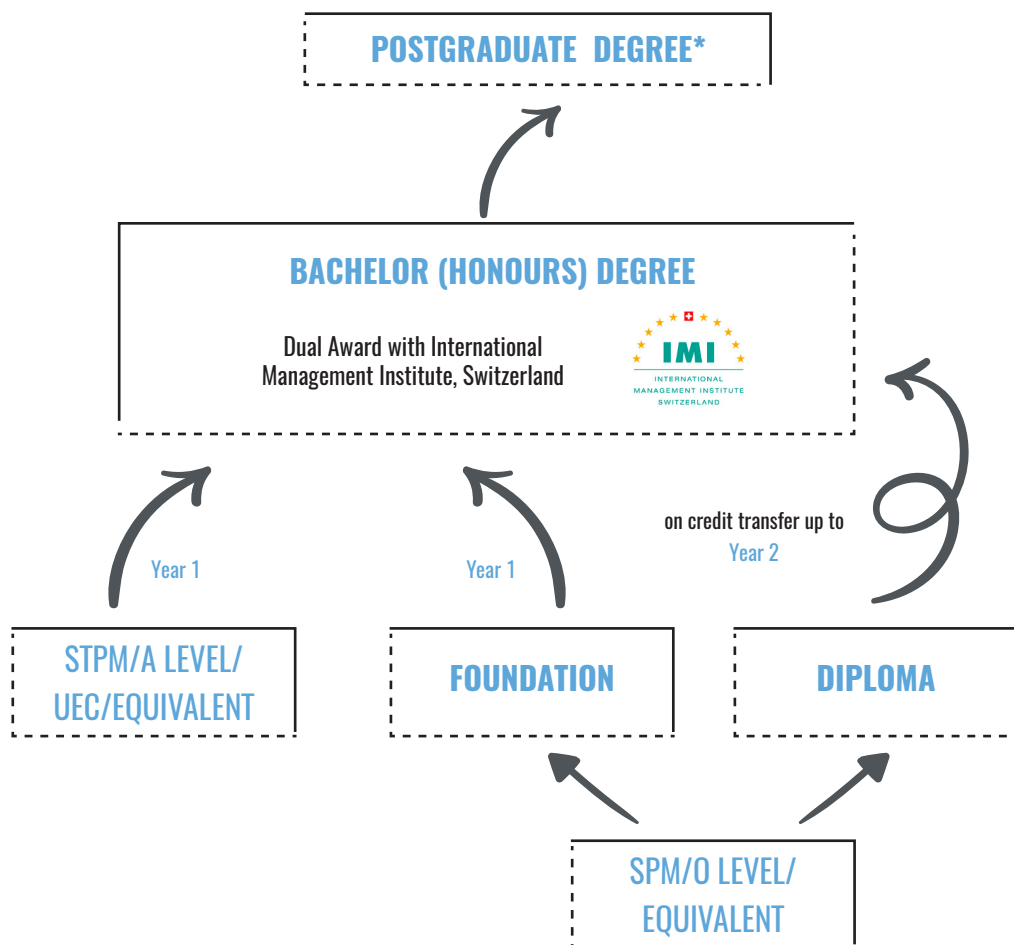 POSTGRADUATE DEGREE*
BACHELOR (HONOURS) DEGREE
Dual Award with International
Management Institute, Switzerland
IMI
INTERNATIONAL
MANAGEMENT INSTITUTE
SWITZERLAND
on credit transfer up to
Year 2
Year 1
Year 1
STPM/A LEVEL/
UEC/EQUIVALENT
FOUNDATION
DIPLOMA
SPM/O LEVEL/
EQUIVALENT